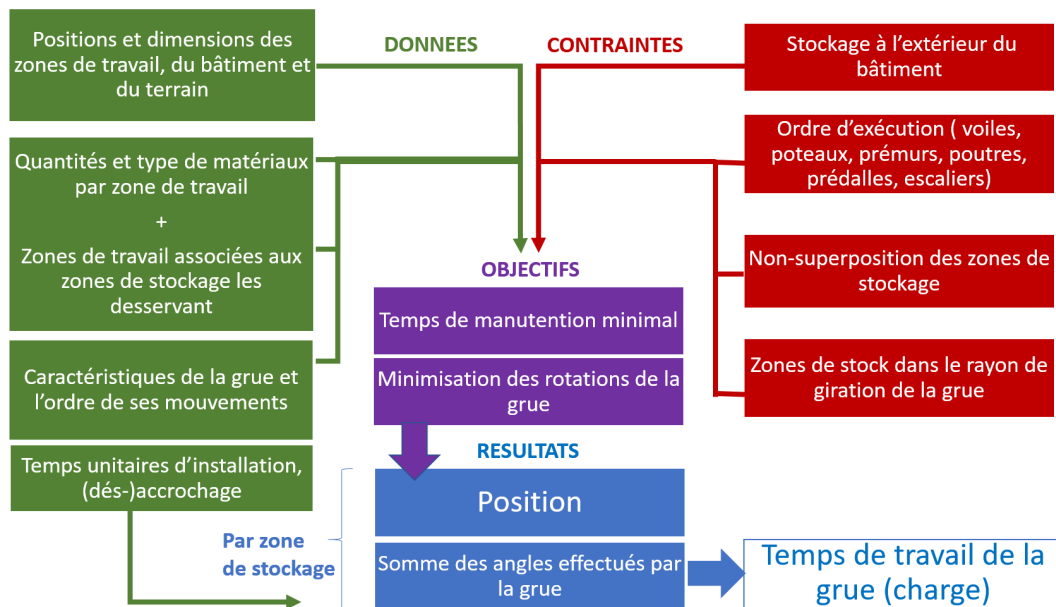 Positions et dimensions des
zones de travail, du bâtiment et
du terrain
Quantités et type de matériaux
par zone de travail
+
Zones de travail associées aux
zones de stockage les
desservant
Caractéristiques de la grue et
l'ordre de ses mouvements
Temps unitaires d'installation,
(dés-)accrochage
DONNEES
CONTRAINTES
Stockage à l'extérieur du
bâtiment
Ordre d'exécution ( voiles,
poteaux, prémurs, poutres,
prédalles, escaliers)
Non-superposition des zones de
stockage
Zones de stock dans le rayon de
giration de la grue
OBJECTIFS
Temps de manutention minimal
Minimisation des rotations de la
grue
RESULTATS
Par zone
de stockage
Position
Somme des angles effectués par
la grue
Temps de travail de la
grue (charge)